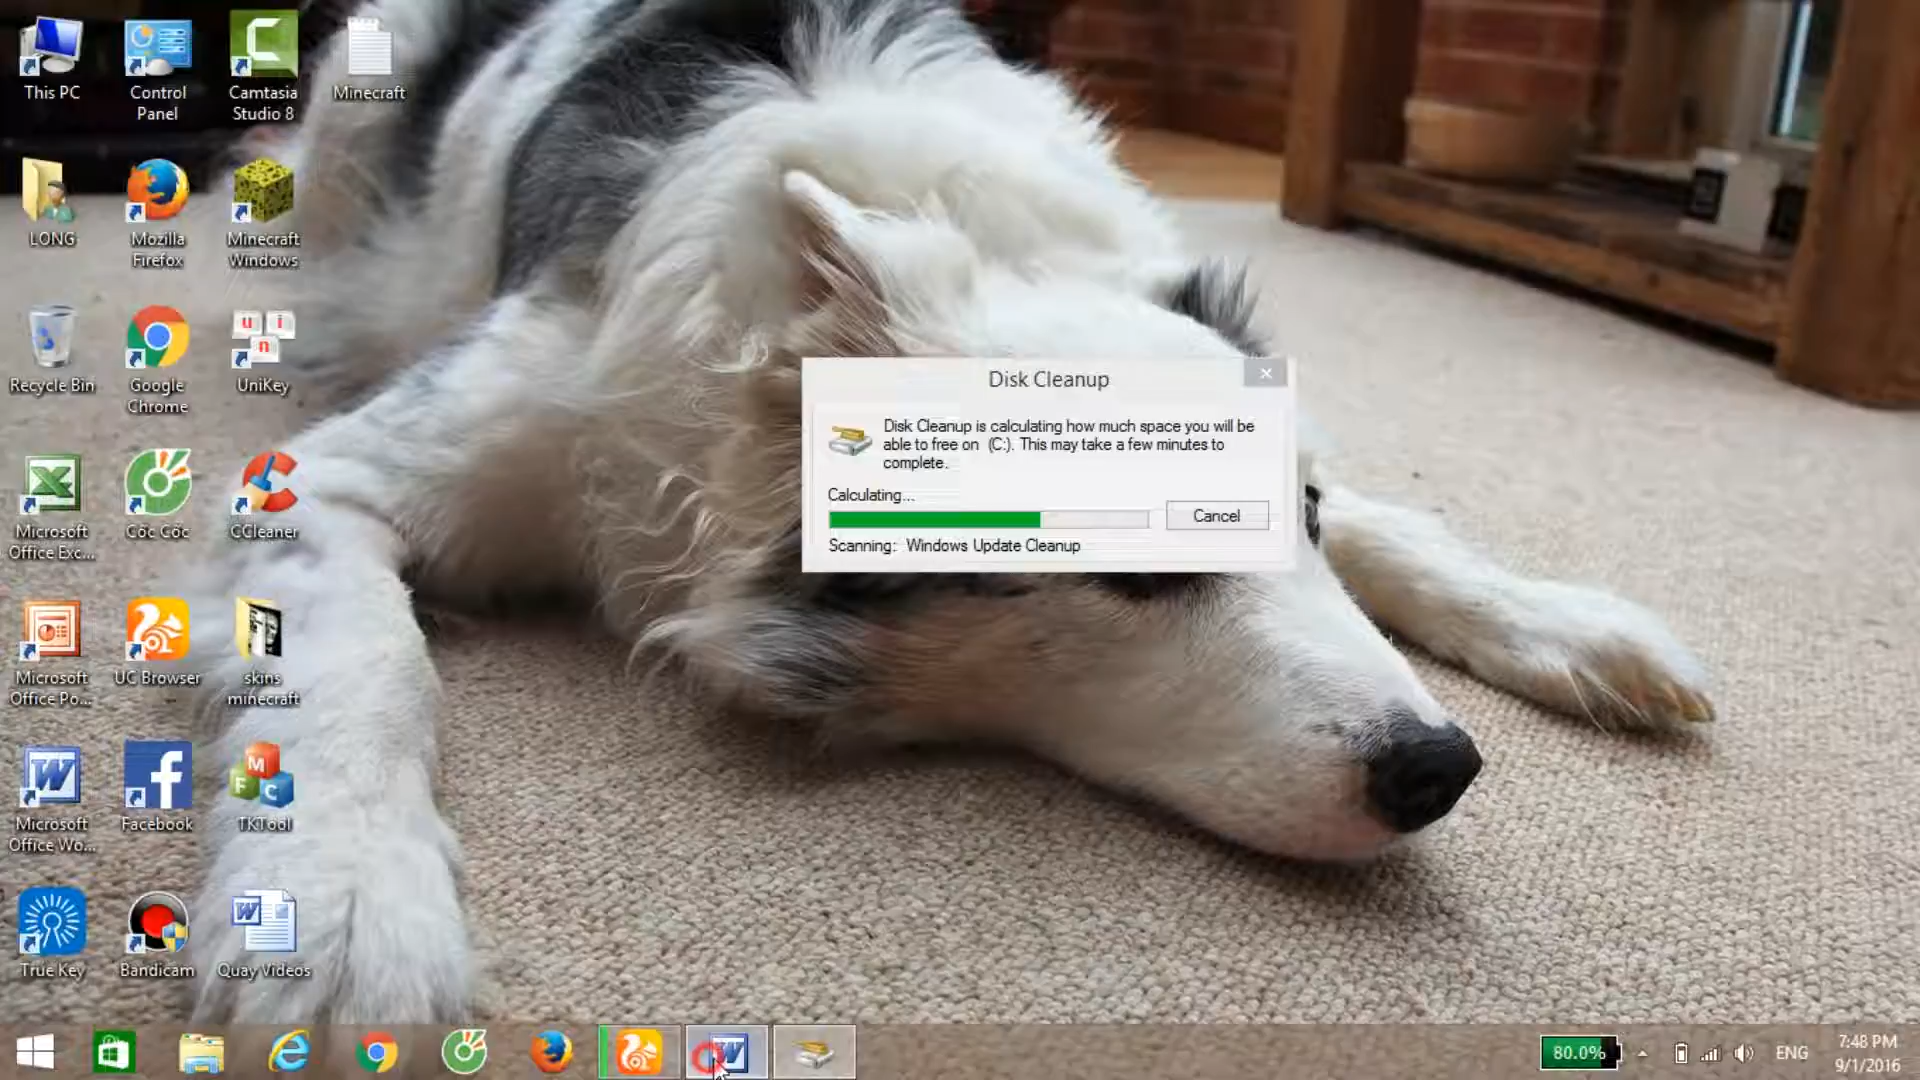 This PC
Control
Panel
Camtasia
Studio 8
Minecraft
LONG
Mozilla
Firefox
Minecraft
Windows
Recycle Bin
Google
Chrome
UniKey
u i
n
Microsoft
Office Exc...
Cốc Cốc
CCleaner
Microsoft
Office Po...
UC Browser
skins
minecraft
Microsoft
Office Wo...
Facebook
M
F C
TKTool
True Key
Bandicam
Quay Videos
Disk Cleanup
Disk Cleanup is calculating how much space you will be
able to free on (C:). This may take a few minutes to
complete.
Calculating...
Cancel
Scanning: Windows Update Cleanup
80.0%
ENG
7:48 PM
9/1/2016